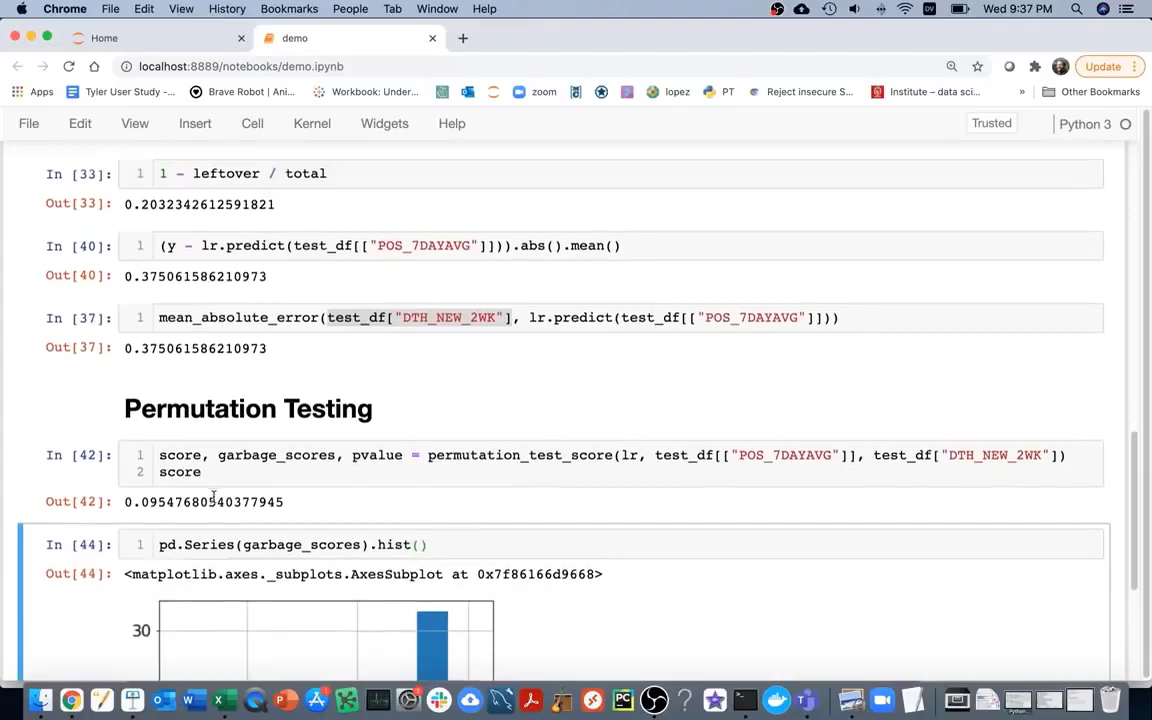 Chrome File Edit View History Bookmarks People Tab Window Help DV Wed 9:37 PM
Home demo
localhost:8889/notebooks/demo.ipynb Update
Apps Tyler User Study -... Brave Robot | Ani... Workbook: Under... zoom lopez PT Reject insecure S... Institute – data sci... » Other Bookmarks
File Edit View Insert Cell Kernel Widgets Help Trusted Python 3
In [33]: 1 1 - leftover / total
Out[33]: 0.2032342612591821
In [40]: 1 (y - lr.predict(test_df[["POS_7DAYAVG"]])).abs().mean()
Out[40]: 0.375061586210973
In [37]: 1 mean_absolute_error(test_df["DTH_NEW_2WK"], lr.predict(test_df[["POS_7DAYAVG"]]))
Out[37]: 0.375061586210973
Permutation Testing
In [42]: 1 score, garbage_scores, pvalue = permutation_test_score(lr, test_df[["POS_7DAYAVG"]], test_df["DTH_NEW_2WK"])
2 score
Out[42]: 0.09547680540377945
In [44]: 1 pd.Series(garbage_scores).hist()
Out[44]: <matplotlib.axes._subplots.AxesSubplot at 0x7f86166d9668>
30